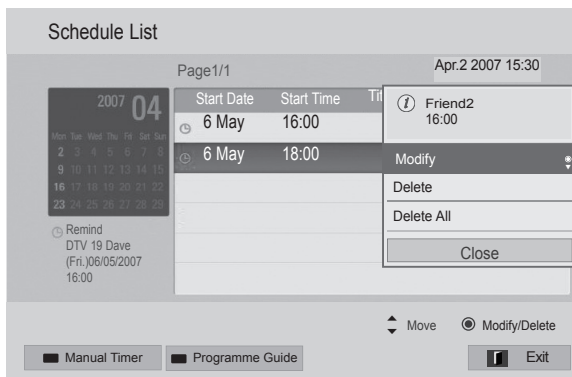 Schedule List
Page1/1
Apr.2 2007 15:30
2007 04
Mon Tue Wed Thu Fri Sat Sun
2 3 4 5 6 7 8
9 10 11 12 13 14 15
16 17 18 19 20 21 22
23 24 25 26 27 28 29
Remind
DTV 19 Dave
(Fri.)06/05/2007
16:00
Start Date Start Time
6 May 16:00
6 May 18:00
Friend2
16:00
Modify
Delete
Delete All
Close
Move Modify/Delete
Manual Timer Programme Guide Exit